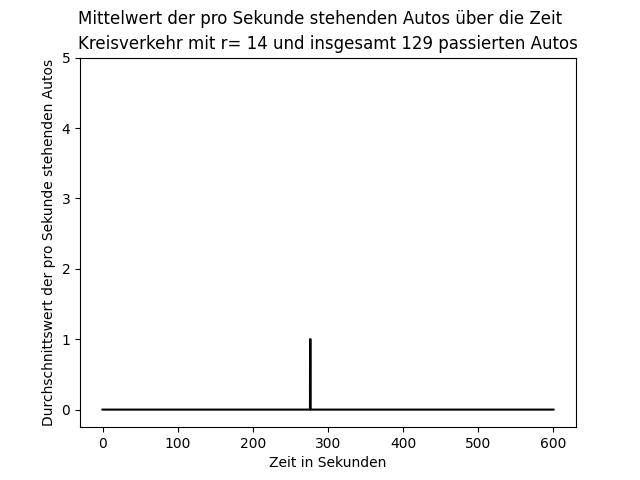 Mittelwert der pro Sekunde stehenden Autos über die Zeit
Kreisverkehr mit r= 14 und insgesamt 129 passierten Autos
Durchschnittswert der pro Sekunde stehenden Autos
5
4
3
2
1
0
0 100 200 300 400 500 600
Zeit in Sekunden